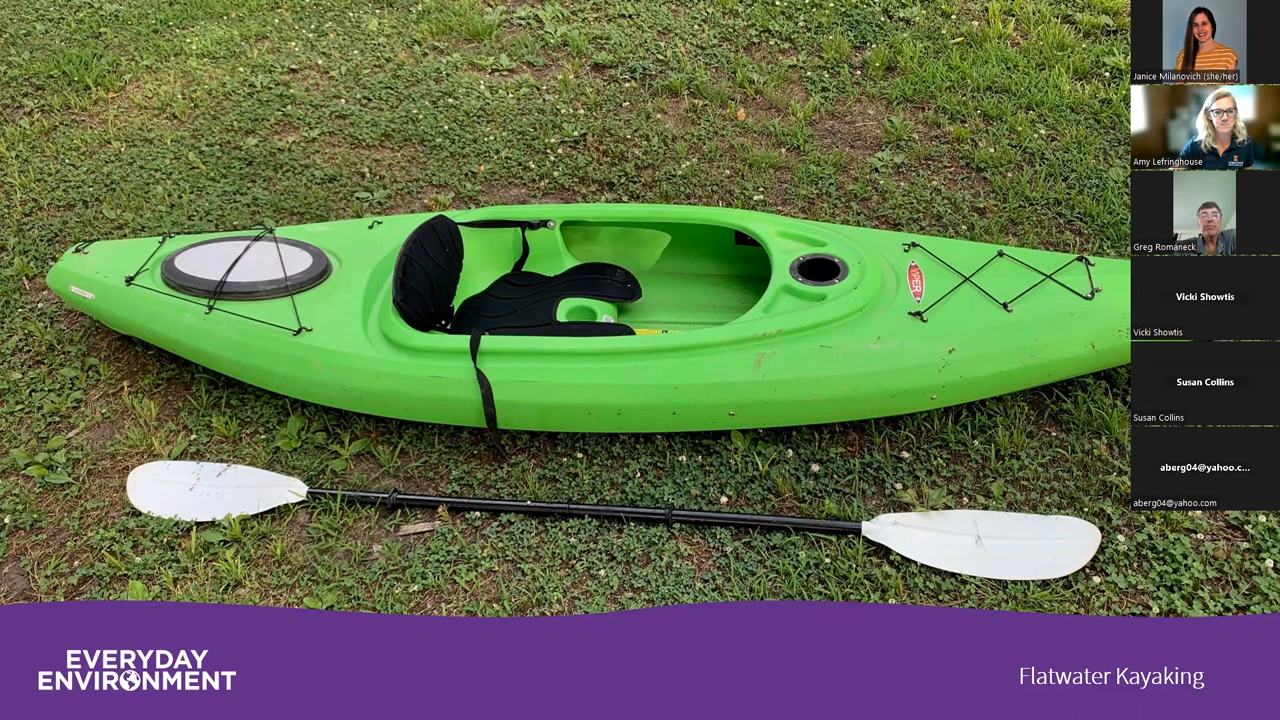 Janice Milanovich (she/her)
Amy Lefringhouse
Greg Romaneck
Vicki Showtis
Vicki Showtis
Susan Collins
Susan Collins
aberg04@yahoo.c...
aberg04@yahoo.com
VIPER
EVERYDAY
ENVIRONMENT
Flatwater Kayaking